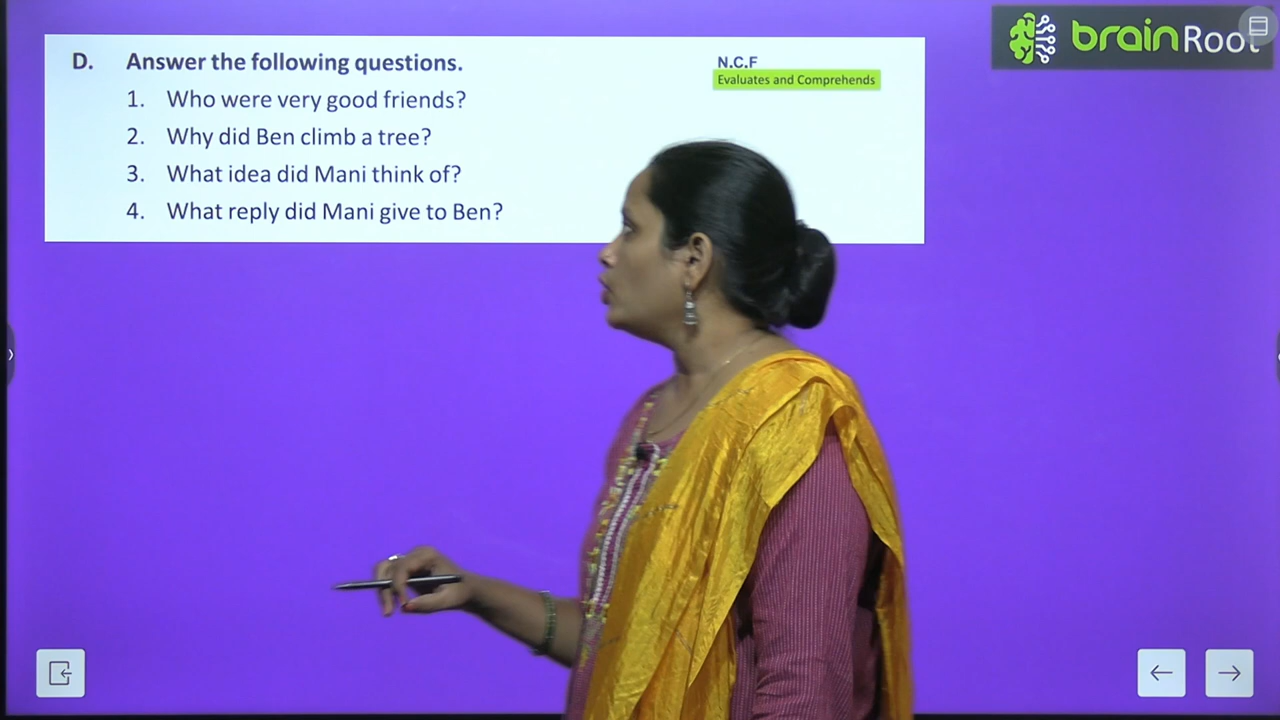 D. Answer the following questions.
N.C.F
Evaluates and Comprehends
1. Who were very good friends?
2. Why did Ben climb a tree?
3. What idea did Mani think of?
4. What reply did Mani give to Ben?
brainRoot